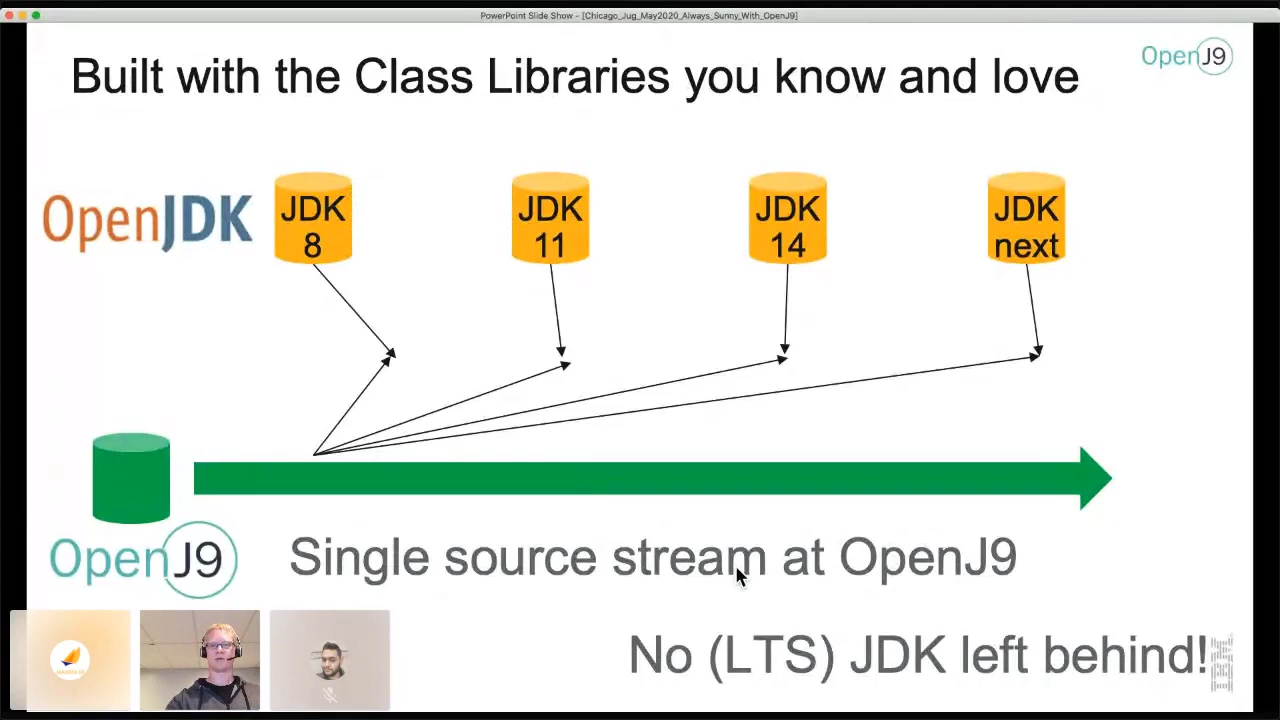 PowerPoint Slide Show - [Chicago_Jug_May2020_Always_Sunny_With_OpenJ9]
Built with the Class Libraries you know and love
OpenJ9
OpenJDK
JDK
8
JDK
11
JDK
14
JDK
next
OpenJ9
Single source stream at OpenJ9
No (LTS) JDK left behind!
IBM